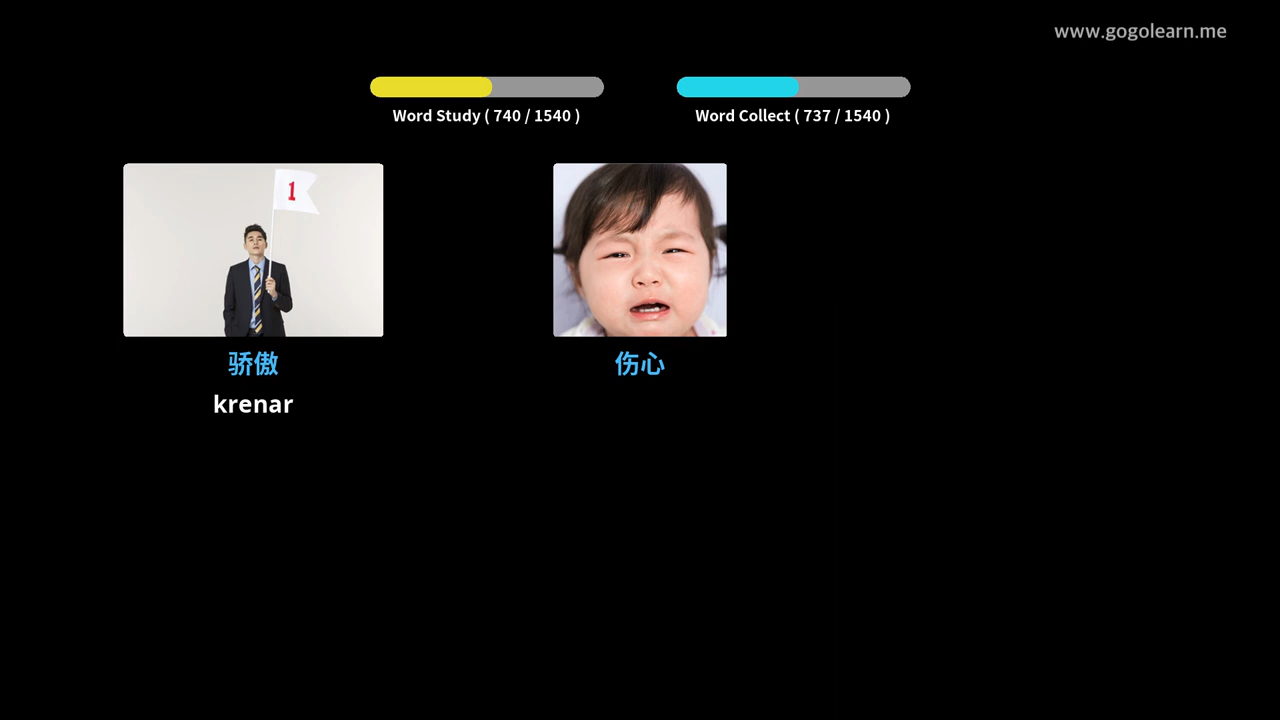 www.gogolearn.me
Word Study ( 740 / 1540 )
Word Collect ( 737 / 1540 )
1
骄傲
伤心
krenar